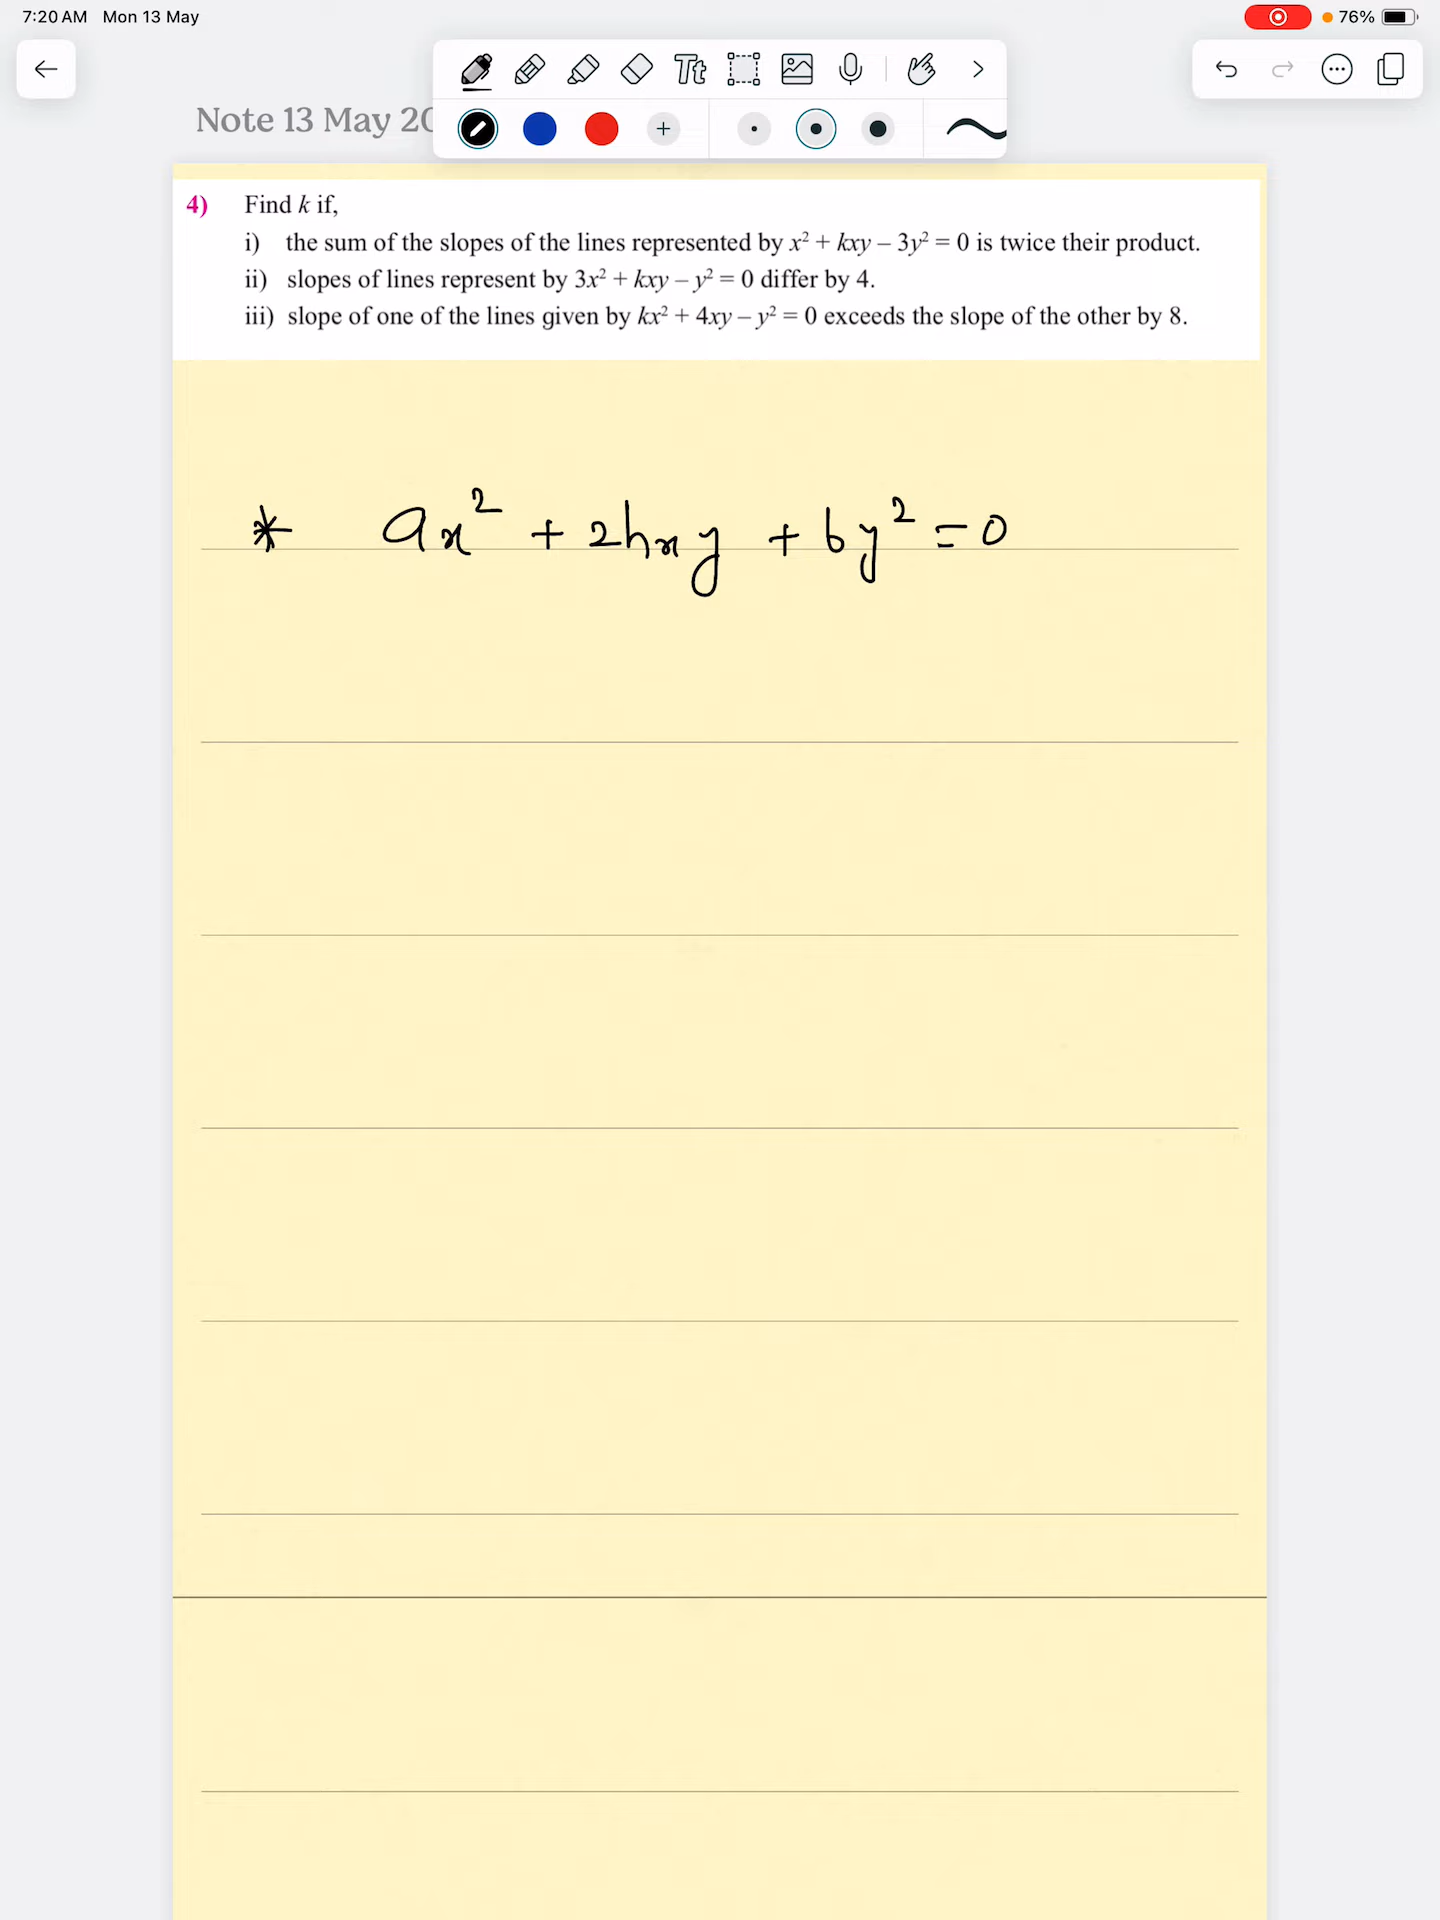 7:20 AM Mon 13 May
76%
Tt
Note 13 May 20
4) Find k if,
i) the sum of the slopes of the lines represented by x² + kxy – 3y² = 0 is twice their product.
ii) slopes of lines represent by 3x² + kxy – y² = 0 differ by 4.
iii) slope of one of the lines given by kx² + 4xy – y² = 0 exceeds the slope of the other by 8.
* ax² + 2hxy + by² = 0